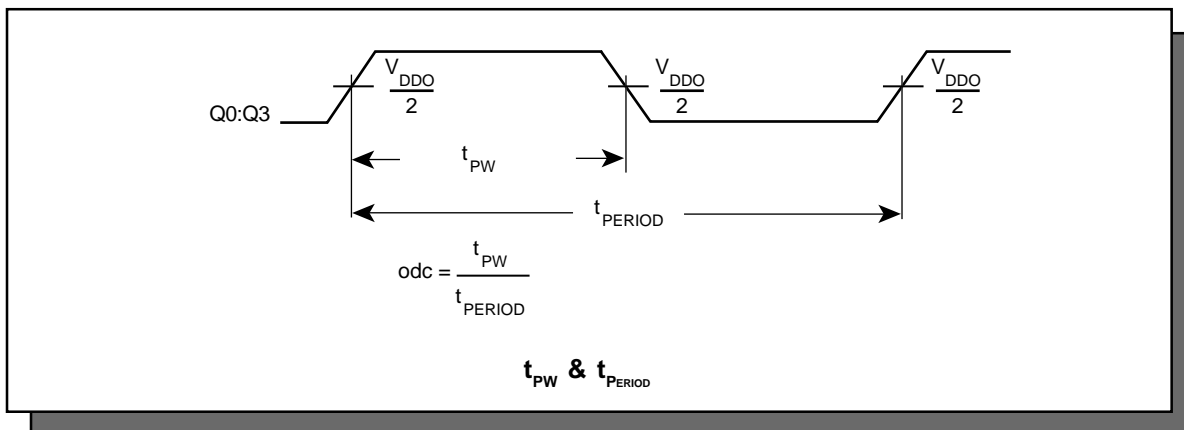 V_DDO / 2
V_DDO / 2
V_DDO / 2
Q0:Q3
t_PW
t_PERIOD
odc = t_PW / t_PERIOD
t_PW & t_PERIOD